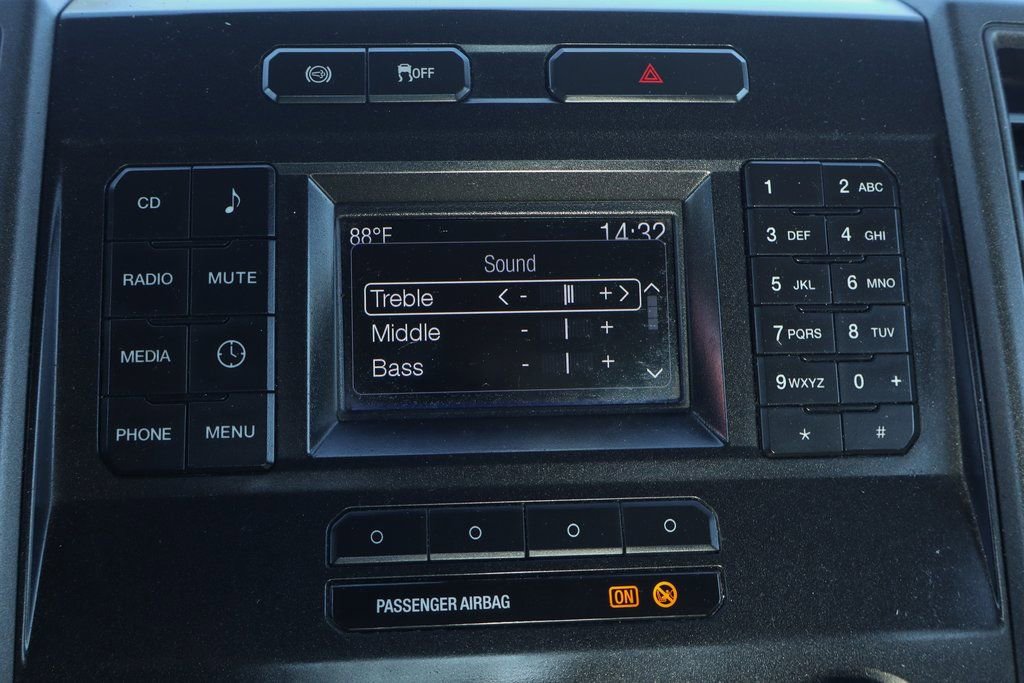 OFF
CD
RADIO MUTE
MEDIA
PHONE MENU
88°F 14:32
Sound
Treble < - + >
Middle - +
Bass - +
1 2 ABC
3 DEF 4 GHI
5 JKL 6 MNO
7 PQRS 8 TUV
9 WXYZ 0 +
* #
PASSENGER AIRBAG ON